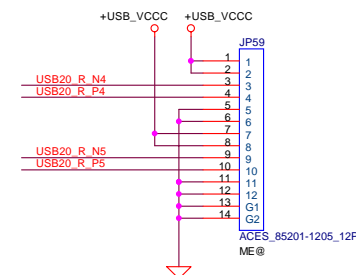 +USB_VCCC +USB_VCCC
JP59
1 1
2 2
USB20_R_N4 3 3
USB20_R_P4 4 4
5 5
6 6
7 7
8 8
USB20_R_N5 9 9
USB20_R_P5 10 10
11 11
12 12
13 G1
14 G2
ACES_85201-1205_12P
ME@